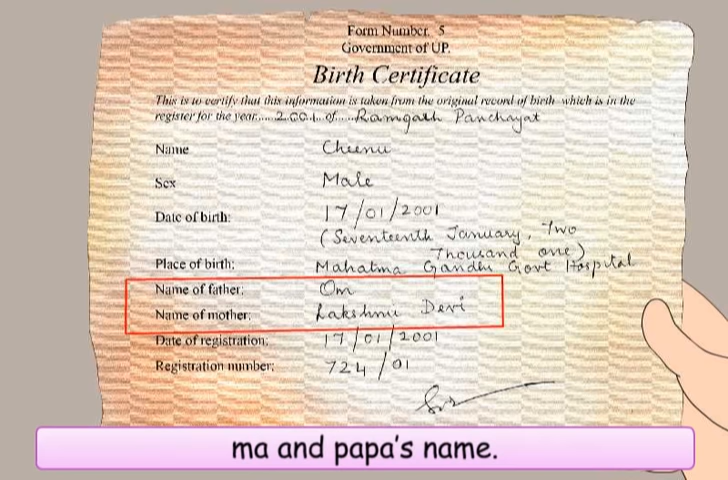 Form Number. 5
Government of UP.
Birth Certificate
This is to certify that this information is taken from the original record of birth which is in the
register for the year.....2001..of.....Ramgarh Panchayat
Name Cheenu
Sex Male
Date of birth: 17/01/2001
(Seventeenth January, Two
Thousand one)
Place of birth: Mahatma Gandhi Govt Hospital
Name of father: Om
Name of mother: Lakshmi Devi
Date of registration: 17/01/2001
Registration number: 724/01
ma and papa's name.